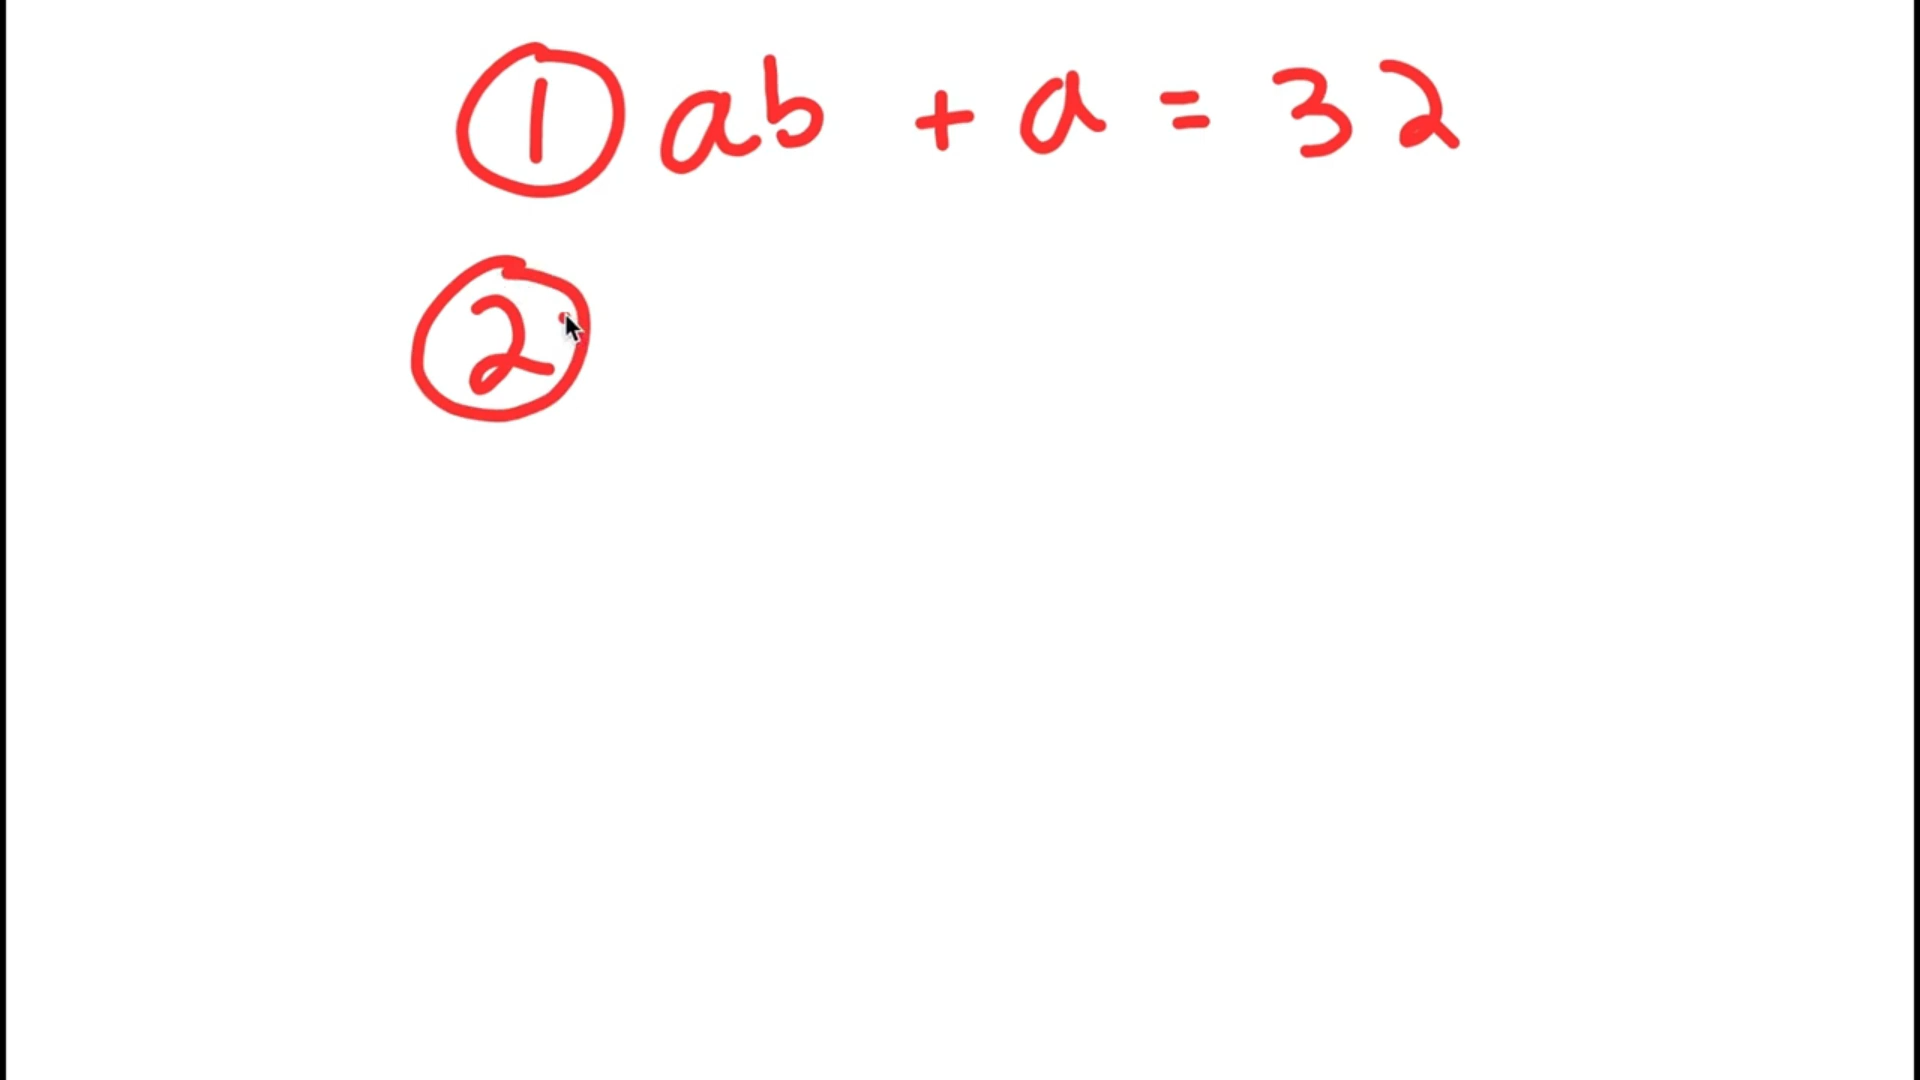 ① ab + a = 32
②